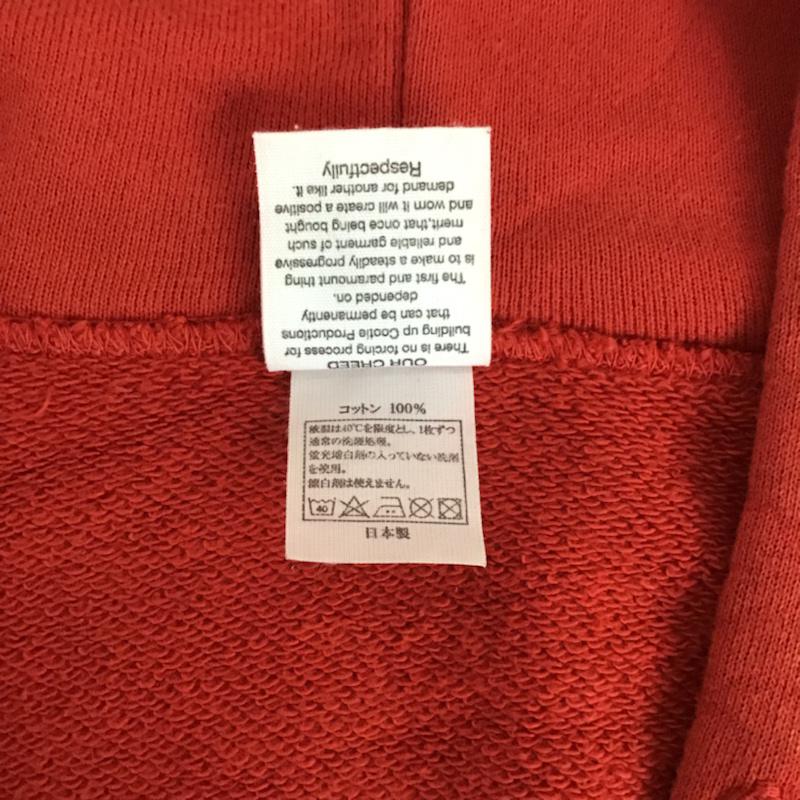 OUR CREED
There is no forcing process for
building up Cootie Productions
that can be permanently
depended on.
The first and paramount thing
is to make a steadily progressive
and reliable garment of such
merit,that once being bought
and worn it will create a positive
demand for another like it.
Respectfully
コットン 100%
液温は40℃を限度とし、1枚ずつ
通常の洗濯処理。
蛍光増白剤の入っていない洗剤
を使用。
漂白剤は使えません。
40
日本製